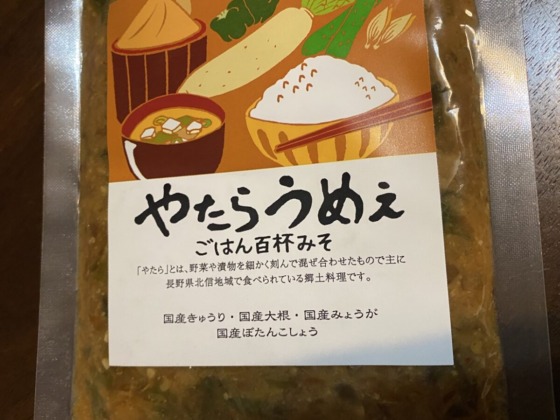 やたらうめぇ
ごはん百杯みそ
「やたら」とは、野菜や漬物を細かく刻んで混ぜ合わせたもので主に
長野県北信地域で食べられている郷土料理です。
国産きゅうり・国産大根・国産みょうが
国産ぼたんこしょう